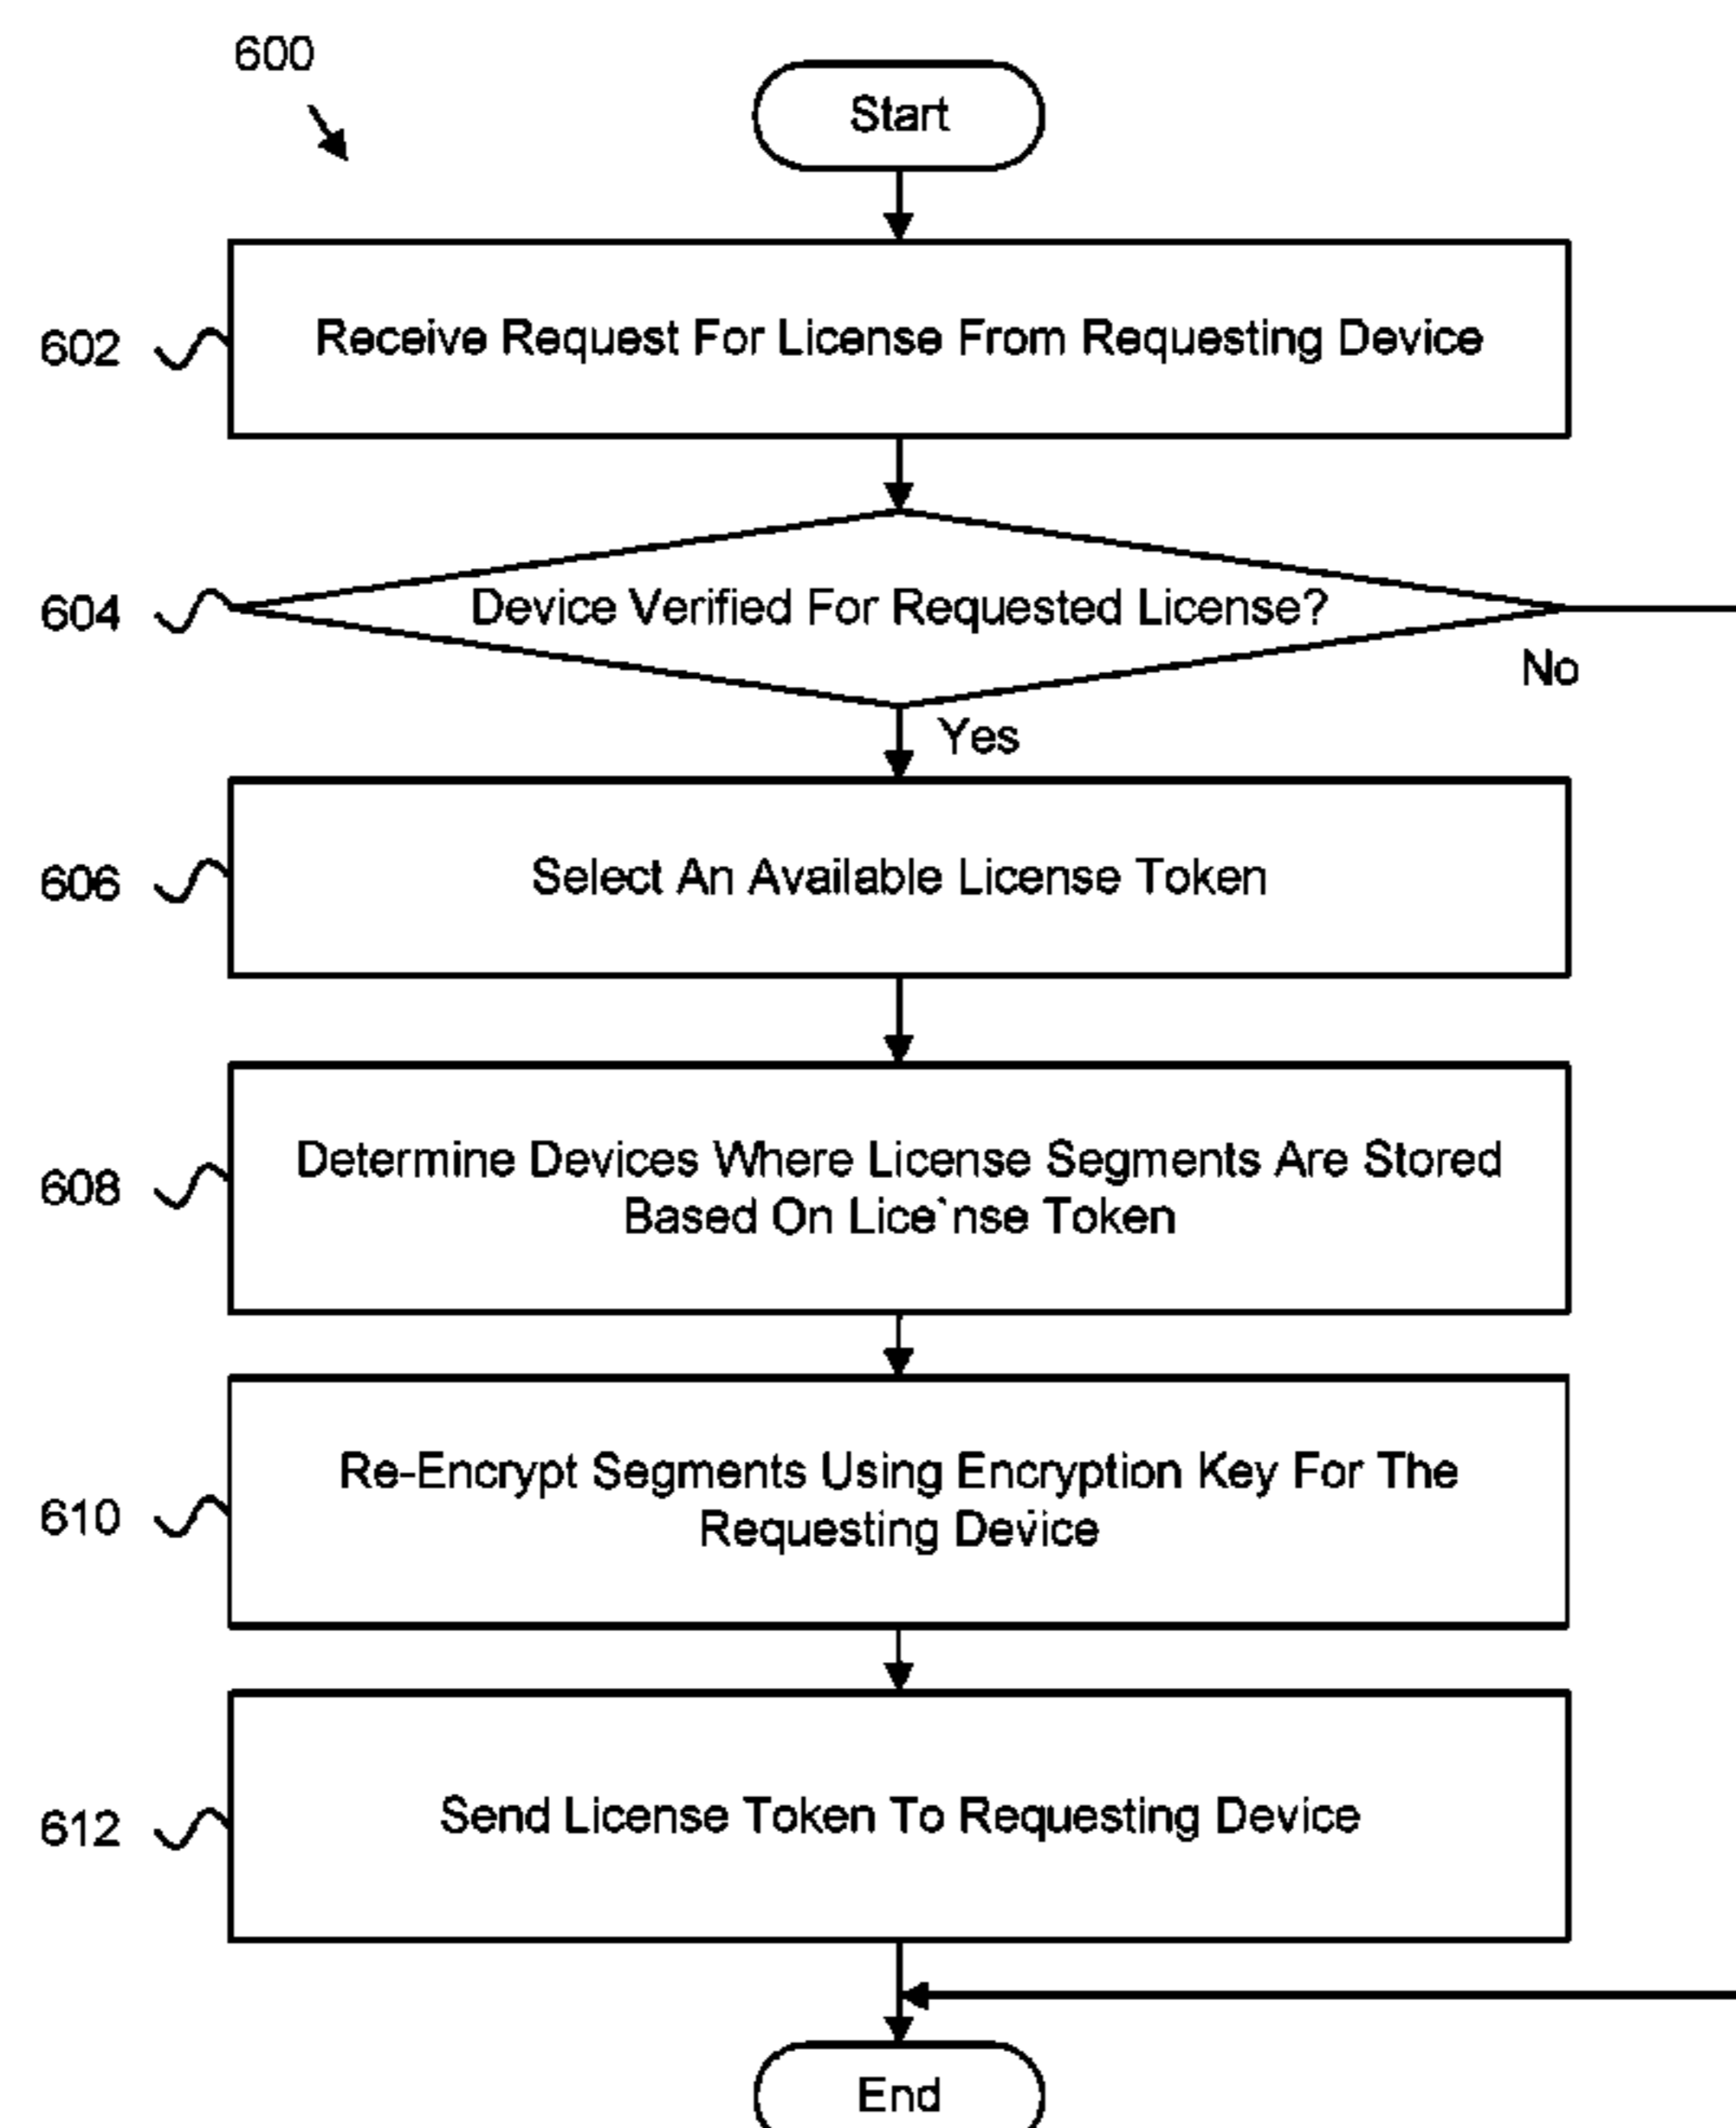 600
Start
602
Receive Request For License From Requesting Device
604
Device Verified For Requested License?
No
Yes
606
Select An Available License Token
608
Determine Devices Where License Segments Are Stored
Based On Lice`nse Token
610
Re-Encrypt Segments Using Encryption Key For The
Requesting Device
612
Send License Token To Requesting Device
End